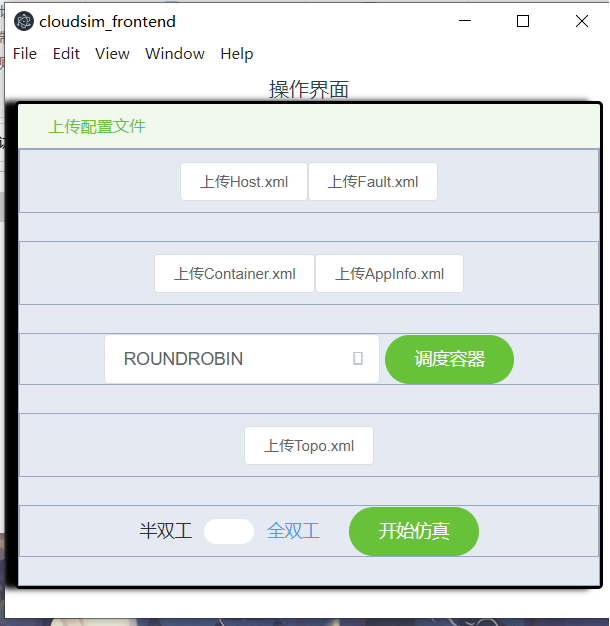 cloudsim_frontend
File Edit View Window Help
操作界面
上传配置文件
上传Host.xml 上传Fault.xml
上传Container.xml 上传AppInfo.xml
ROUNDROBIN 调度容器
上传Topo.xml
半双工 全双工 开始仿真